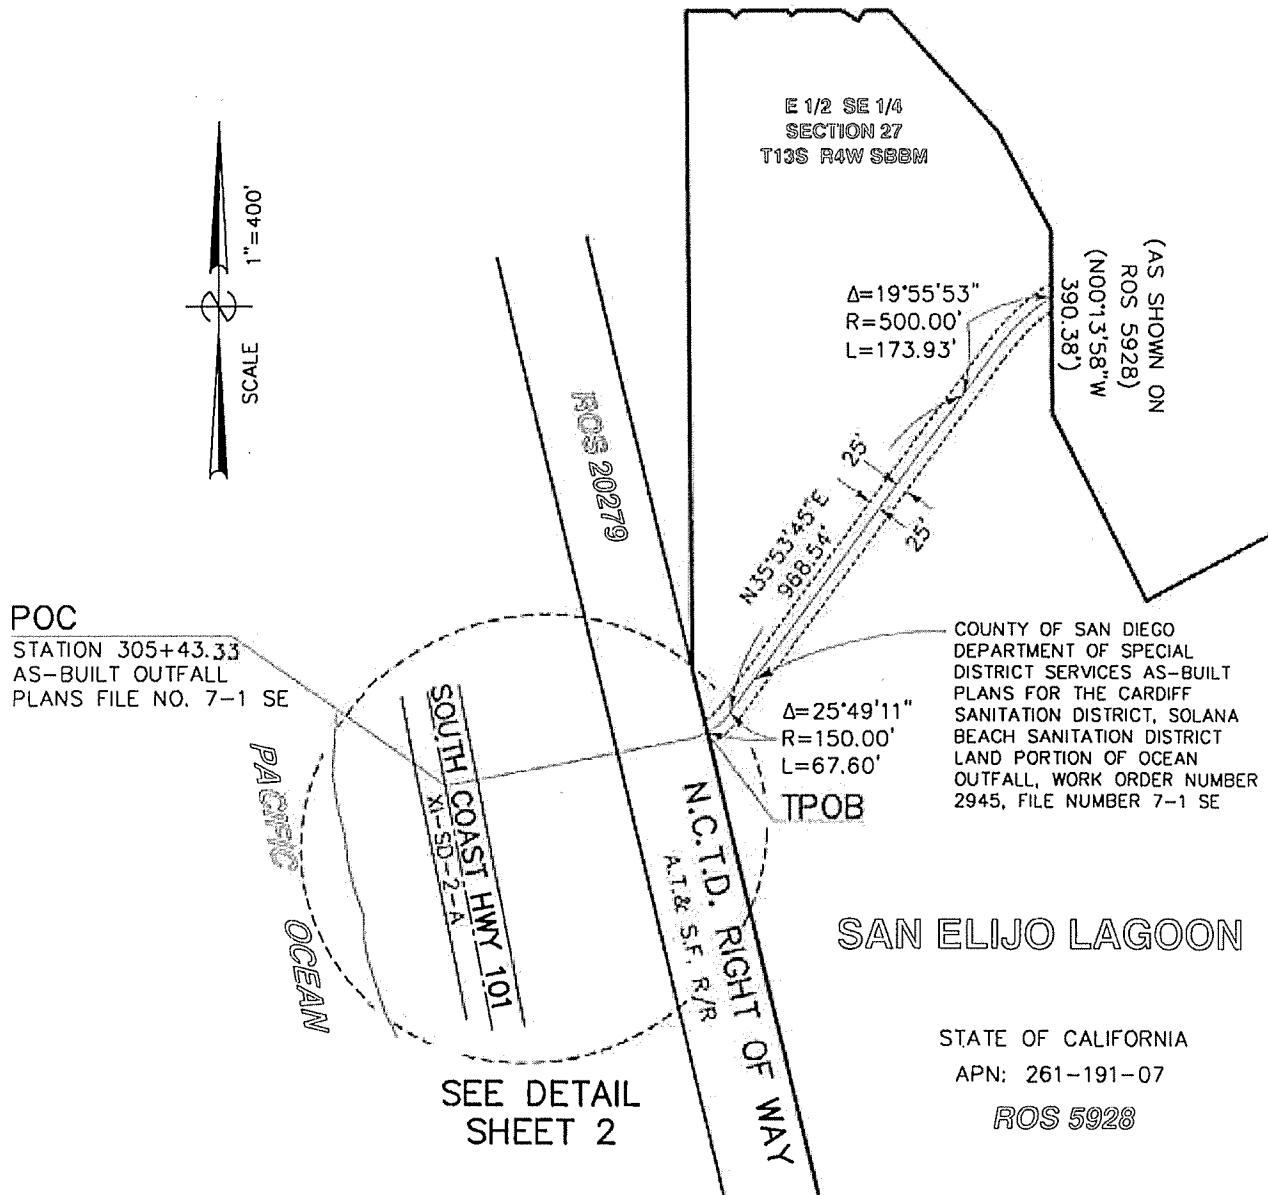 E 1/2 SE 1/4
SECTION 27
T13S R4W SBBM
1"=400'
SCALE
(AS SHOWN ON
ROS 5928)
(N00°13'58"W
390.38')
Δ=19°55'53"
R=500.00'
L=173.93'
ROS 20279
25'
25'
N35°53'45"E
968.54'
POC
STATION 305+43.33
AS-BUILT OUTFALL
PLANS FILE NO. 7-1 SE
COUNTY OF SAN DIEGO
DEPARTMENT OF SPECIAL
DISTRICT SERVICES AS-BUILT
PLANS FOR THE CARDIFF
SANITATION DISTRICT, SOLANA
BEACH SANITATION DISTRICT
LAND PORTION OF OCEAN
OUTFALL, WORK ORDER NUMBER
2945, FILE NUMBER 7-1 SE
Δ=25°49'11"
R=150.00'
L=67.60'
TPOB
PACIFIC
OCEAN
SOUTH COAST HWY 101
XI-SD-2-A
N.C.T.D. RIGHT OF WAY
A.T.& S.F. R/R
SAN ELIJO LAGOON
STATE OF CALIFORNIA
APN: 261-191-07
ROS 5928
SEE DETAIL
SHEET 2